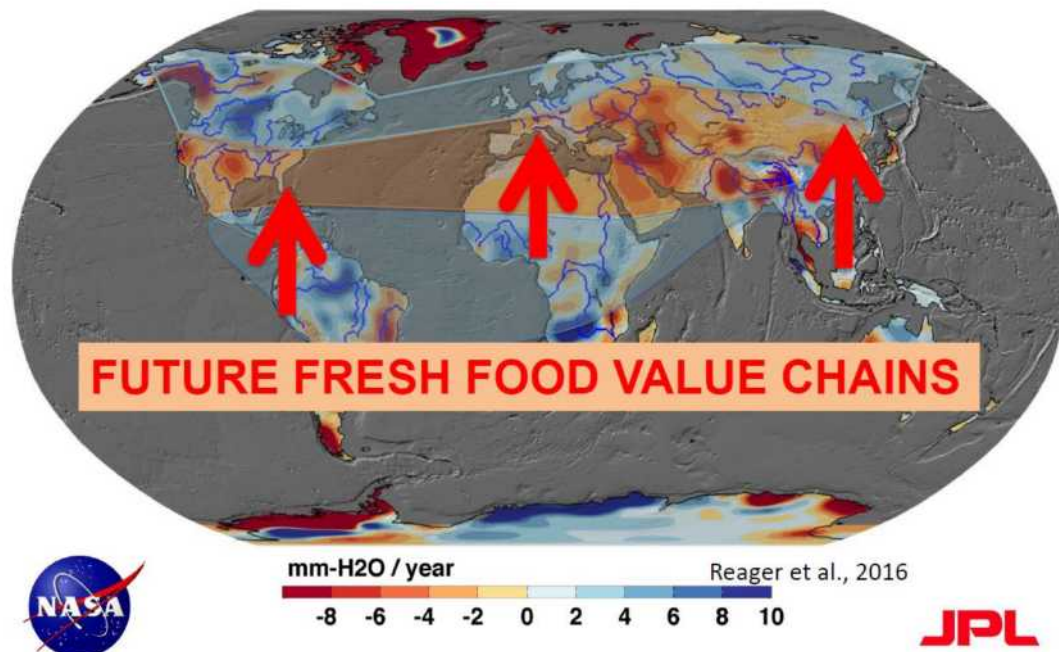 FUTURE FRESH FOOD VALUE CHAINS
mm-H2O / year
Reager et al., 2016
-8 -6 -4 -2 0 2 4 6 8 10
NASA
JPL